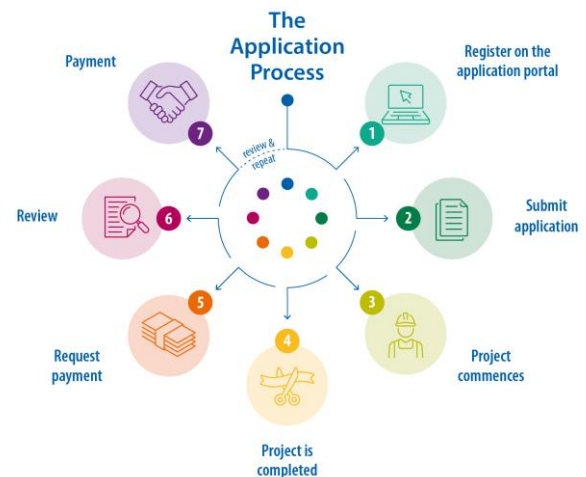 The
Application
Process
Register on the
application portal
1
2
Submit
application
3
Project
commences
4
Project is
completed
5
Request
payment
6
Review
7
Payment
review &
repeat